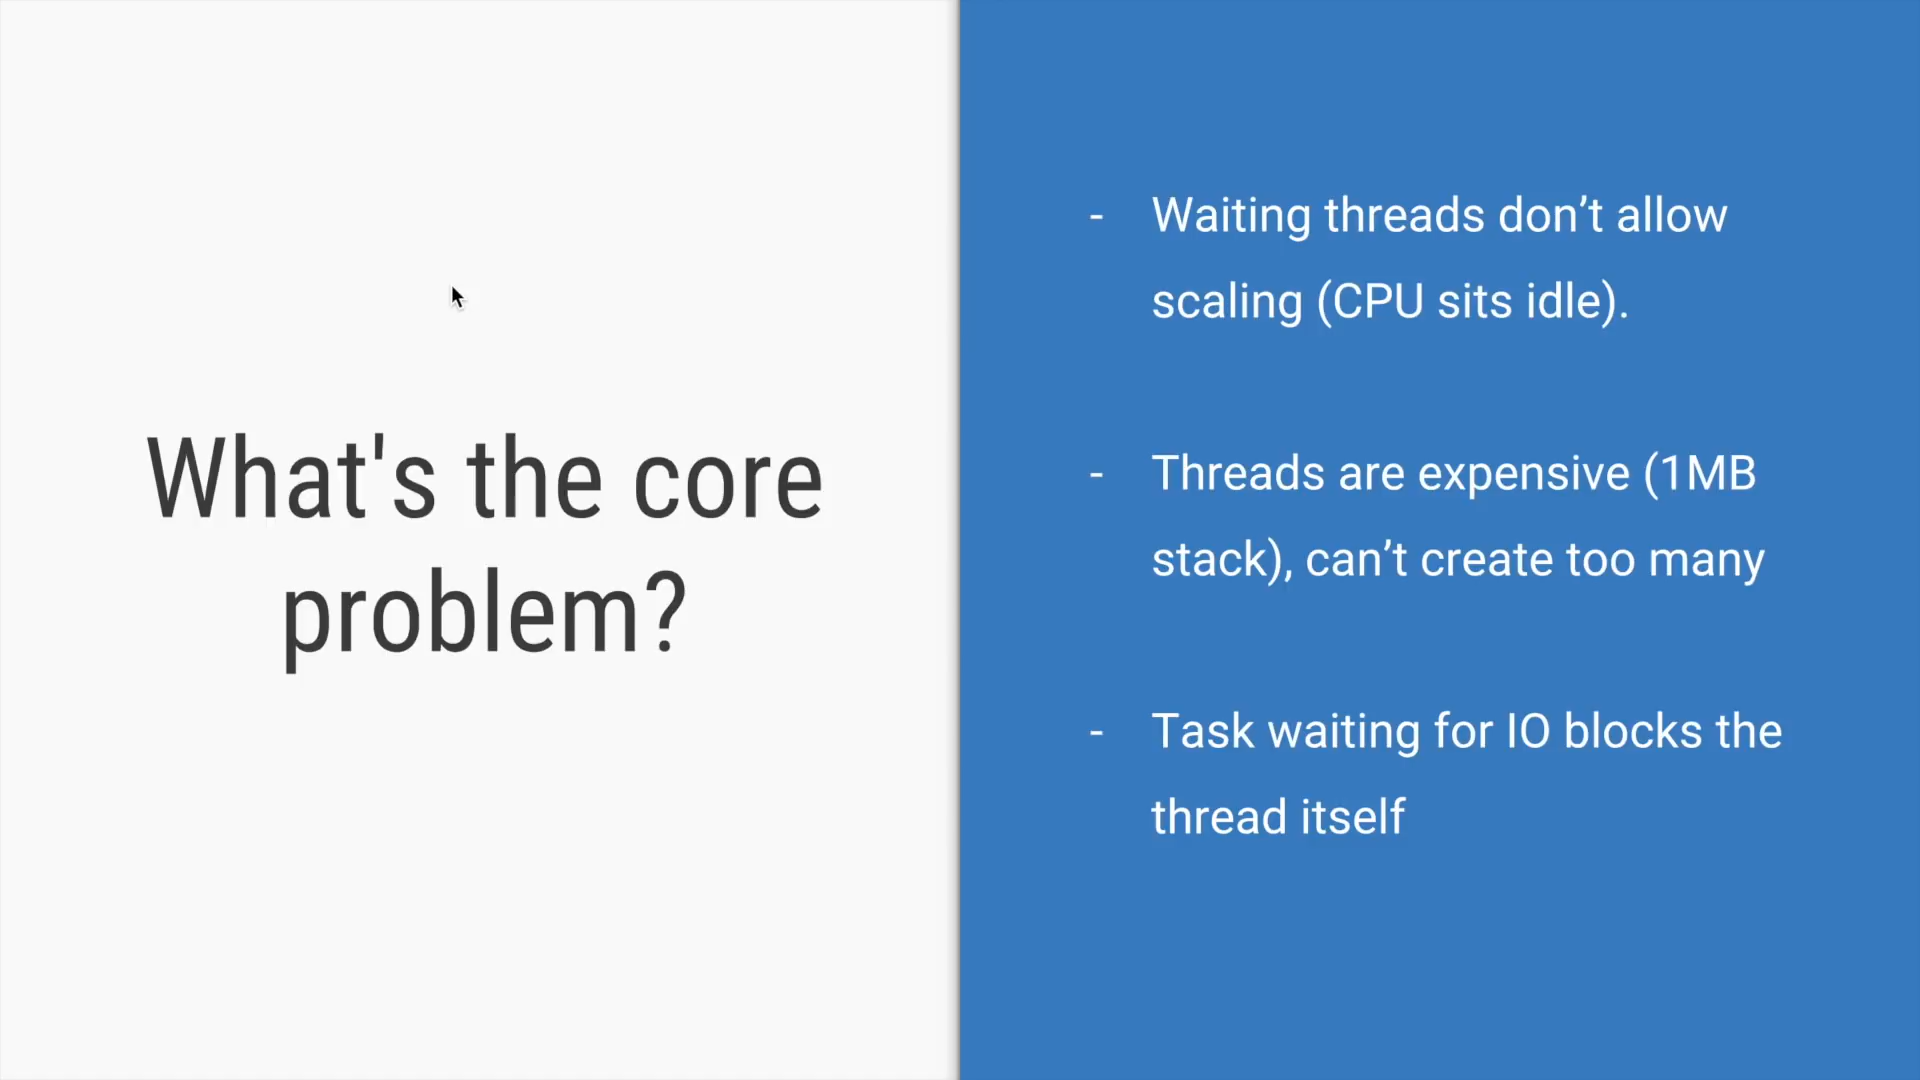 What's the core
problem?
- Waiting threads don’t allow
scaling (CPU sits idle).
- Threads are expensive (1MB
stack), can’t create too many
- Task waiting for IO blocks the
thread itself